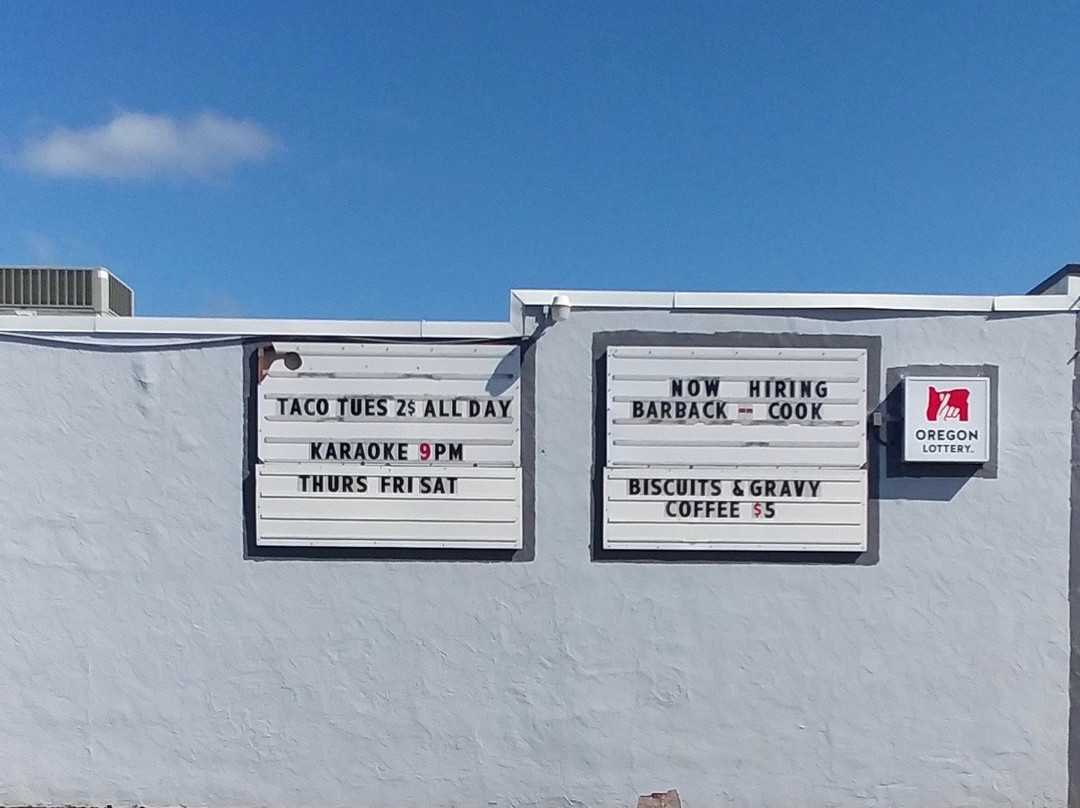 TACO TUES 2$ ALL DAY
KARAOKE 9PM
THURS FRI SAT
NOW HIRING
BARBACK -- COOK
BISCUITS & GRAVY
COFFEE $5
OREGON
LOTTERY